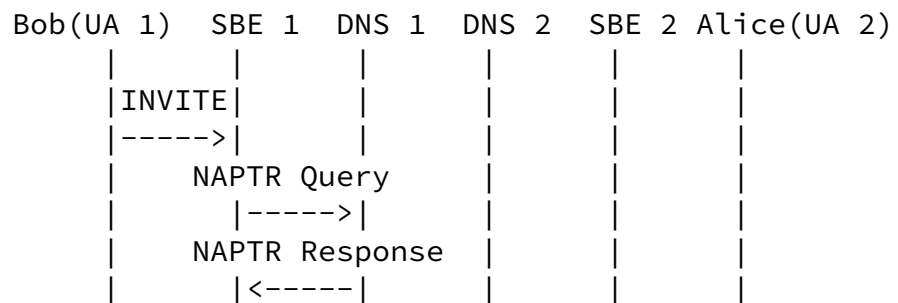 Bob(UA 1)  SBE 1  DNS 1  DNS 2  SBE 2 Alice(UA 2)
     |      |      |      |      |      |
     |INVITE|      |      |      |      |
     |----->|      |      |      |      |
     |    NAPTR Query     |      |      |
     |      |----->|      |      |      |
     |    NAPTR Response  |      |      |
     |      |<-----|      |      |      |